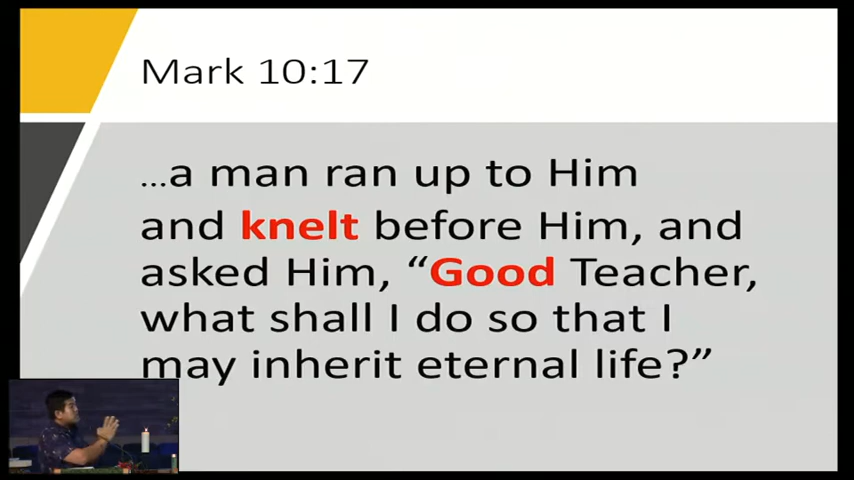 Mark 10:17
...a man ran up to Him
and knelt before Him, and
asked Him, “Good Teacher,
what shall I do so that I
may inherit eternal life?”